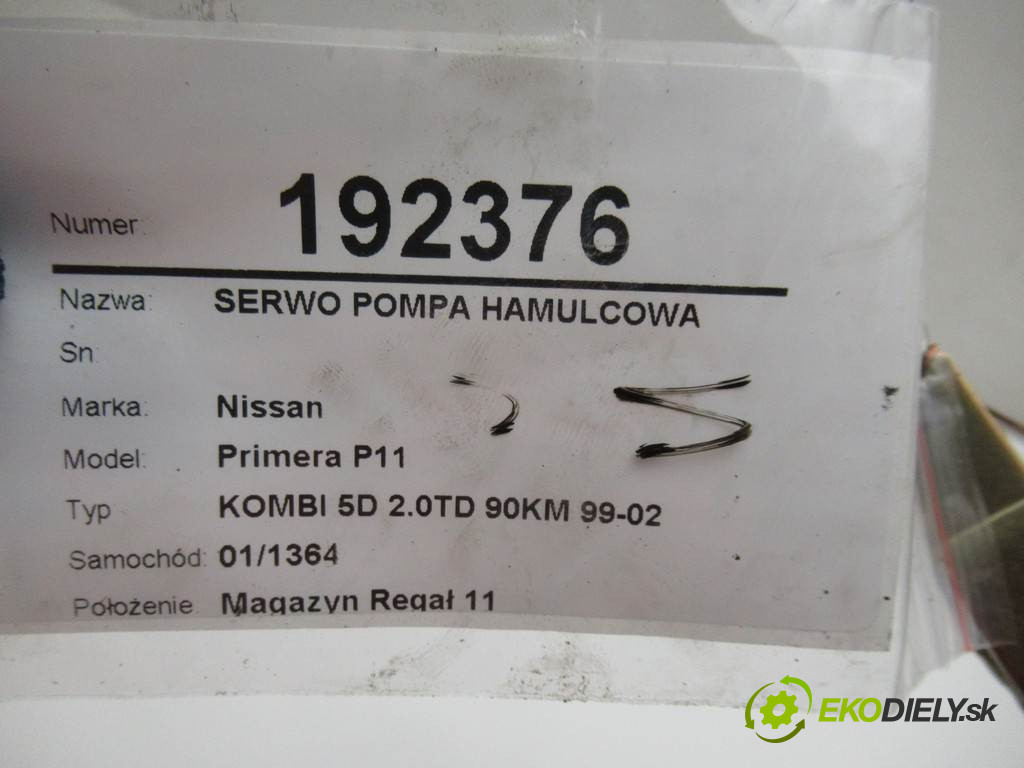 Numer: 192376
Nazwa: SERWO POMPA HAMULCOWA
Sn:
Marka: Nissan
Model: Primera P11
Typ KOMBI 5D 2.0TD 90KM 99-02
Samochód: 01/1364
Położenie: Magazyn Regał 11
EKODIELY.sk